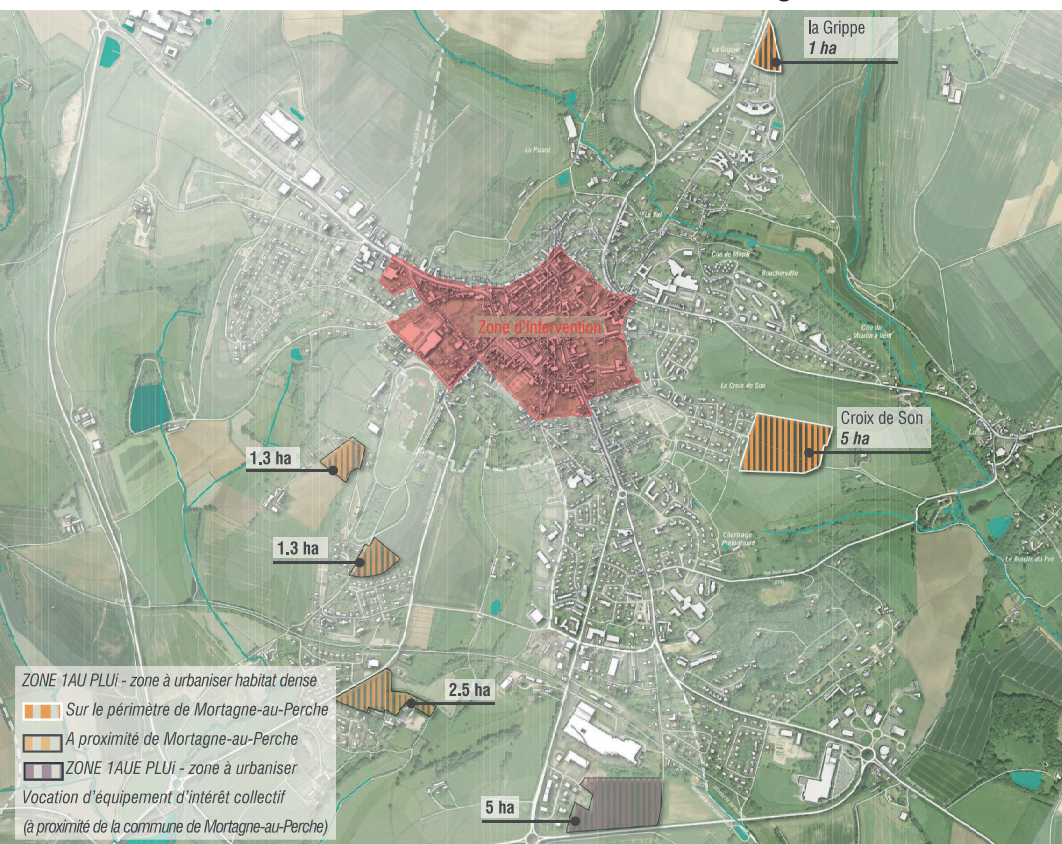 la Grippe
1 ha
La Grippe
La Pissot
Le Val
Boucherville
Zone d'intervention
La Croix de Son
Croix de Son
5 ha
1.3 ha
1.3 ha
2.5 ha
ZONE 1AU PLUi - zone à urbaniser habitat dense
Sur le périmètre de Mortagne-au-Perche
A proximité de Mortagne-au-Perche
ZONE 1AUE PLUi - zone à urbaniser
Vocation d'équipement d'intérêt collectif
(à proximité de la commune de Mortagne-au-Perche)
5 ha